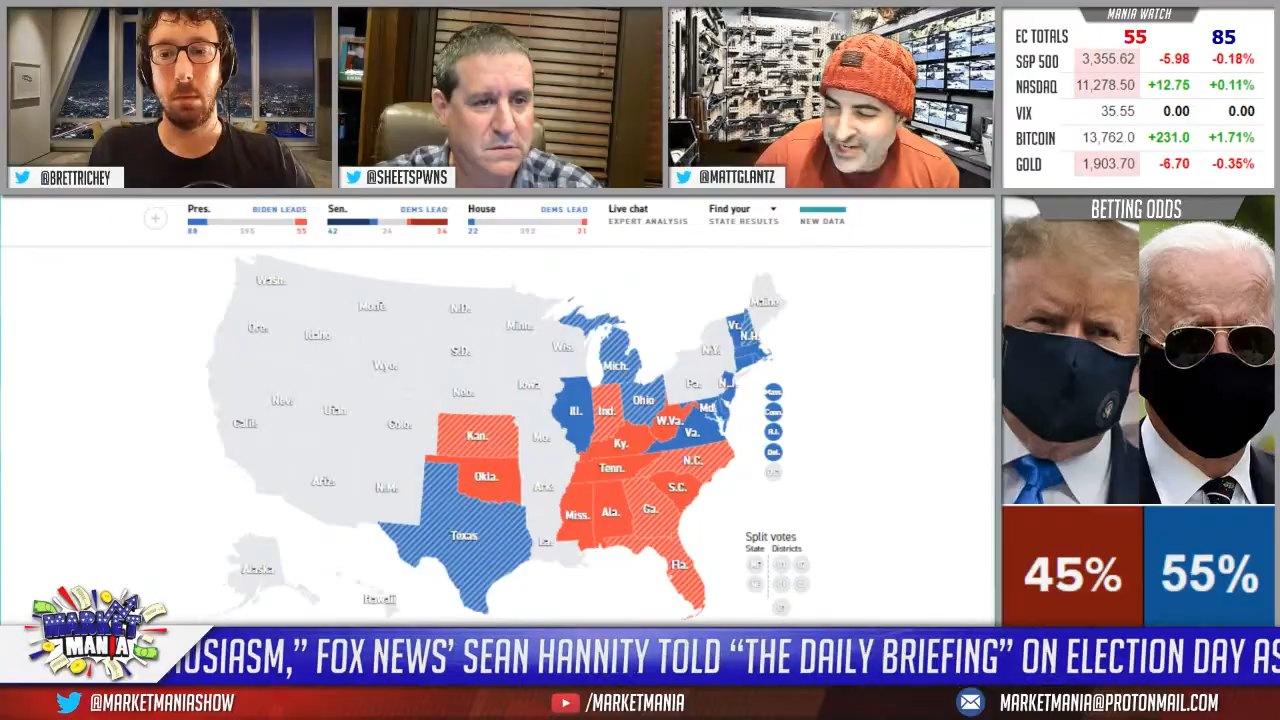 @BRETTRICHEY
@SHEETSPWNS
@MATTGLANTZ
MANIA WATCH
EC TOTALS 55 85
S&P 500 3,355.62 -5.98 -0.18%
NASDAQ 11,278.50 +12.75 +0.11%
VIX 35.55 0.00 0.00
BITCOIN 13,762.0 +231.0 +1.71%
GOLD 1,903.70 -6.70 -0.35%
Pres. BIDEN LEADS
55
Sen. DEMS LEAD
42 24 34
House DEMS LEAD
22 392 21
Live chat
EXPERT ANALYSIS
Find your
STATE RESULTS
NEW DATA
Wash.
Mont.
N.D.
Minn.
Maine
Ore.
Idaho
Wis.
Vt.
N.H.
S.D.
N.Y.
Wyo.
Mich.
Iowa
Pa.
N.J.
Neb.
Nev.
Utah
Ill.
Ind.
Ohio
Md.
Calif.
Colo.
W.Va.
Va.
Kan.
Mo.
Ky.
N.C.
Ariz.
N.M.
Okla.
Ark.
Tenn.
S.C.
Texas
La.
Miss.
Ala.
Ga.
Fla.
Alaska
Hawaii
Mass.
Conn.
R.I.
Del.
Split votes
State Districts
BETTING ODDS
45% 55%
MARKET
MANIA
USIASM,” FOX NEWS’ SEAN HANNITY TOLD “THE DAILY BRIEFING” ON ELECTION DAY AS
@MARKETMANIASHOW
/MARKETMANIA
MARKETMANIA@PROTONMAIL.COM